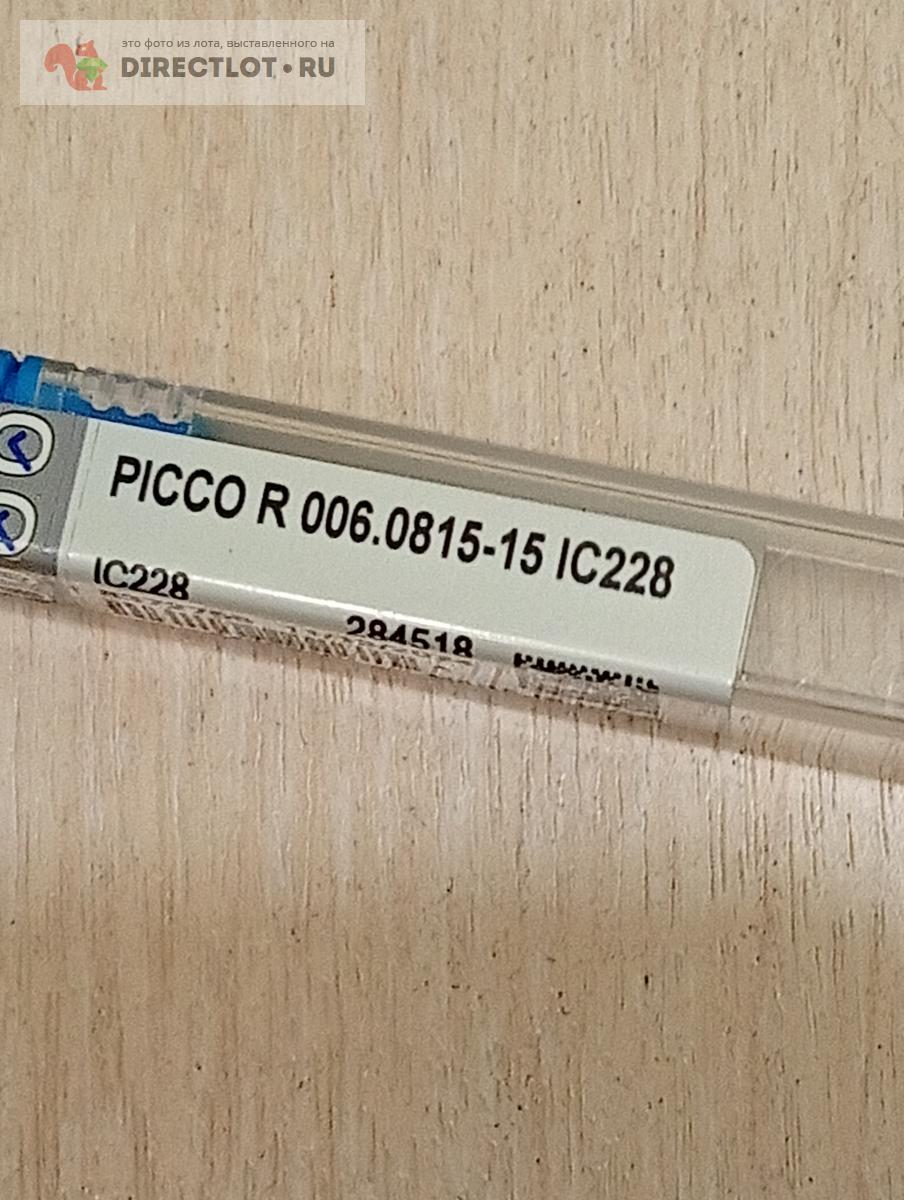 это фото из лота, выставленного на
DIRECTLOT.RU
PICCO R 006.0815-15 IC228
IC228
284518